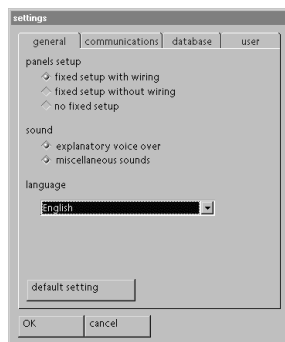 settings
general communications database user
panels setup
fixed setup with wiring
fixed setup without wiring
no fixed setup
sound
explanatory voice over
miscellaneous sounds
language
English
default setting
OK cancel